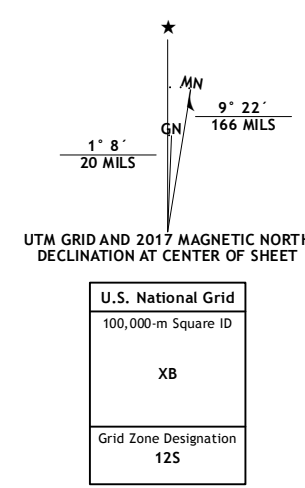 MN
9° 22´
166 MILS
GN
1° 8´
20 MILS
UTM GRID AND 2017 MAGNETIC NORTH
DECLINATION AT CENTER OF SHEET
U.S. National Grid
100,000-m Square ID
XB
Grid Zone Designation
12S